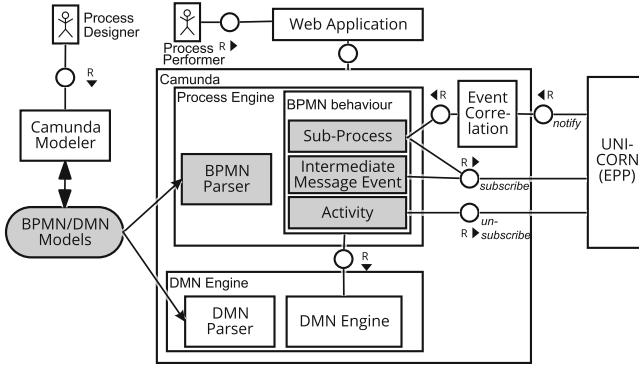 Process
Designer
R
Camunda
Modeler
BPMN/DMN
Models
Process
Performer
R
Web Application
Camunda
Process Engine
BPMN
Parser
BPMN behaviour
Sub-Process
Intermediate
Message Event
Activity
R
Event
Corre-
lation
R
notify
R
subscribe
un-
R
subscribe
UNI-
CORN
(EPP)
R
DMN Engine
DMN
Parser
DMN Engine